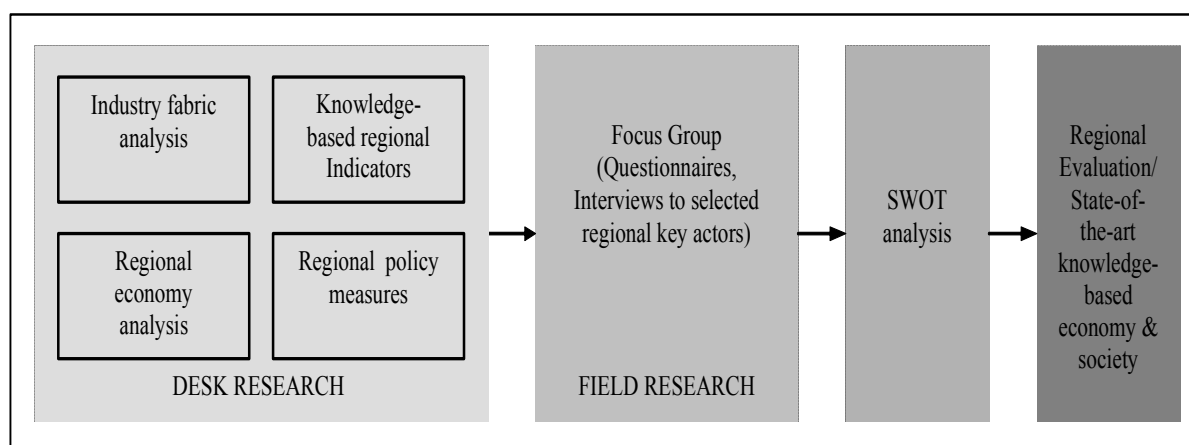 Industry fabric
analysis
Knowledge-
based regional
Indicators
Regional
economy
analysis
Regional policy
measures
DESK RESEARCH
Focus Group
(Questionnaires,
Interviews to selected
regional key actors)
FIELD RESEARCH
SWOT
analysis
Regional
Evaluation/
State-of-
the-art
knowledge-
based
economy &
society